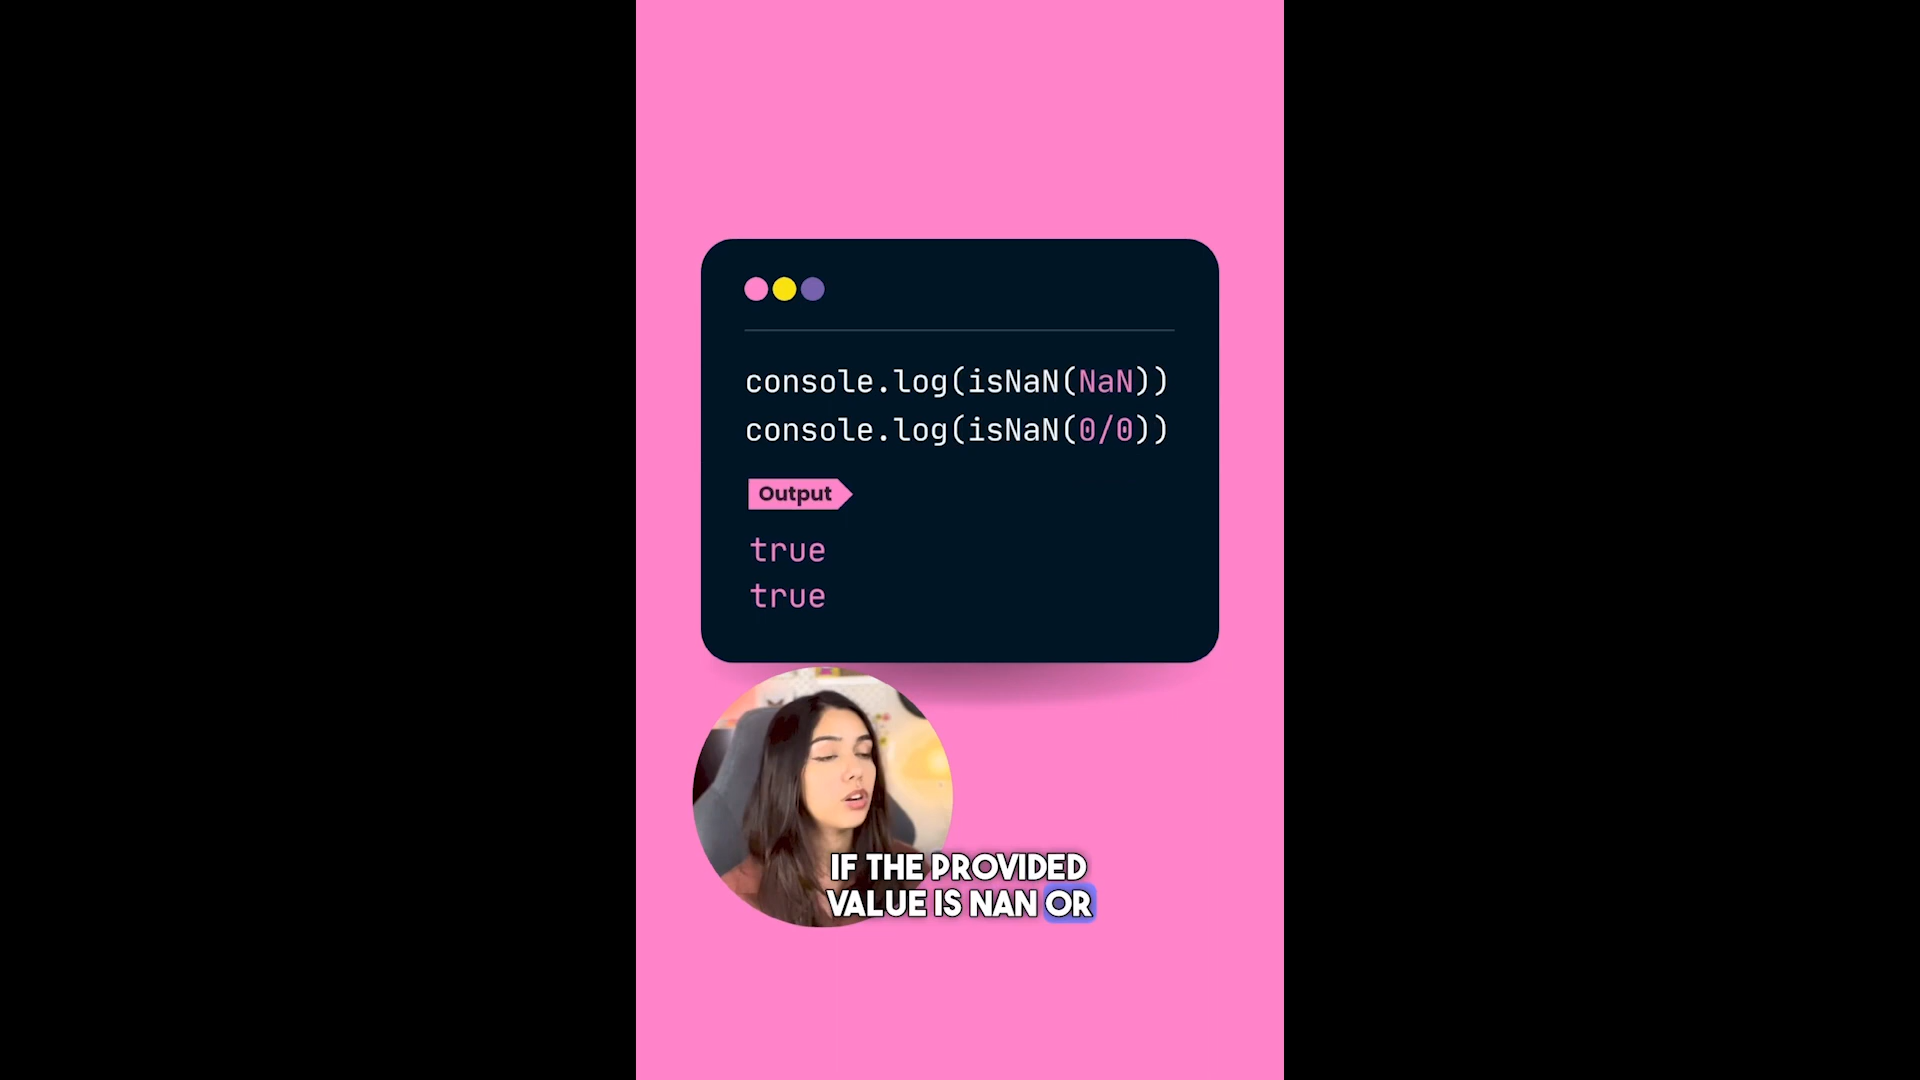 console.log(isNaN(NaN))
console.log(isNaN(0/0))
Output
true
true
IF THE PROVIDED
VALUE IS NAN OR